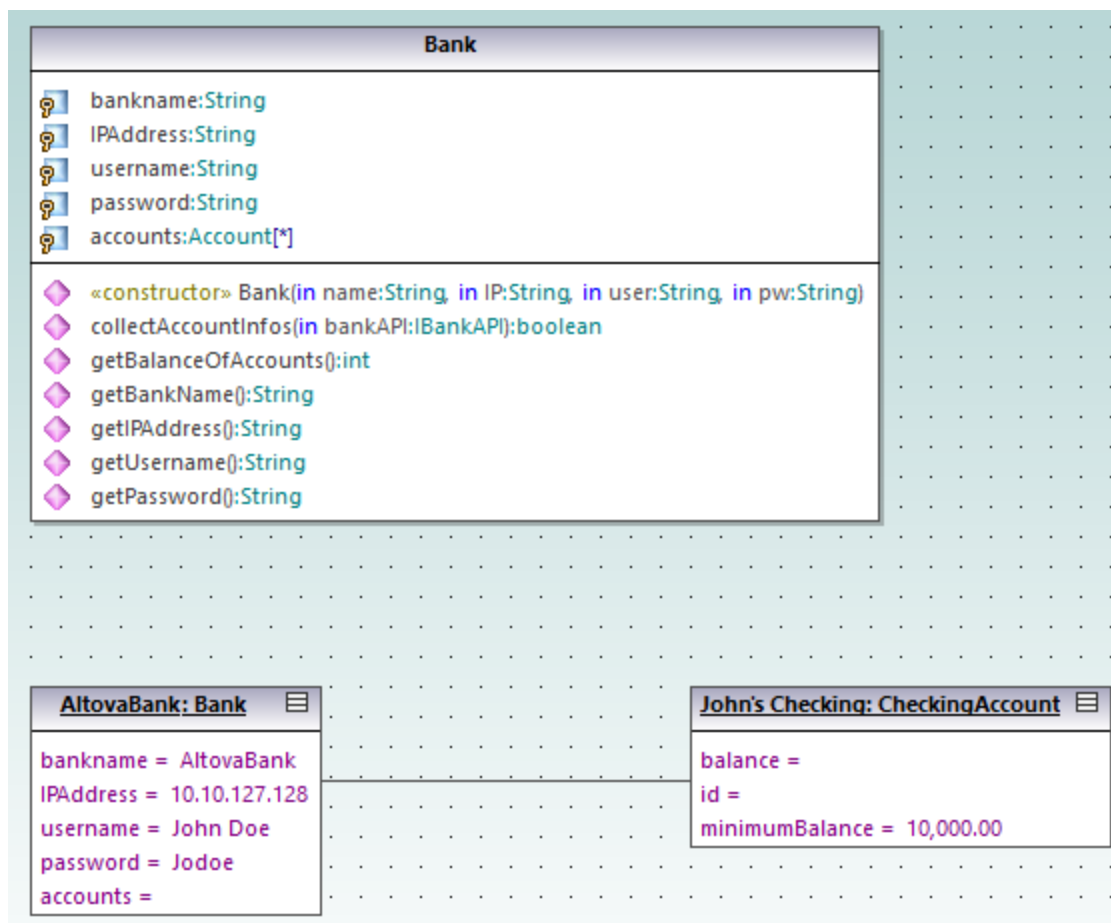 Bank
bankname:String
IPAddress:String
username:String
password:String
accounts:Account[*]
«constructor» Bank(in name:String, in IP:String, in user:String, in pw:String)
collectAccountInfos(in bankAPI:IBankAPI):boolean
getBalanceOfAccounts():int
getBankName():String
getIPAddress():String
getUsername():String
getPassword():String
AltovaBank: Bank
bankname = AltovaBank
IPAddress = 10.10.127.128
username = John Doe
password = Jodoe
accounts =
John's Checking: CheckingAccount
balance =
id =
minimumBalance = 10,000.00